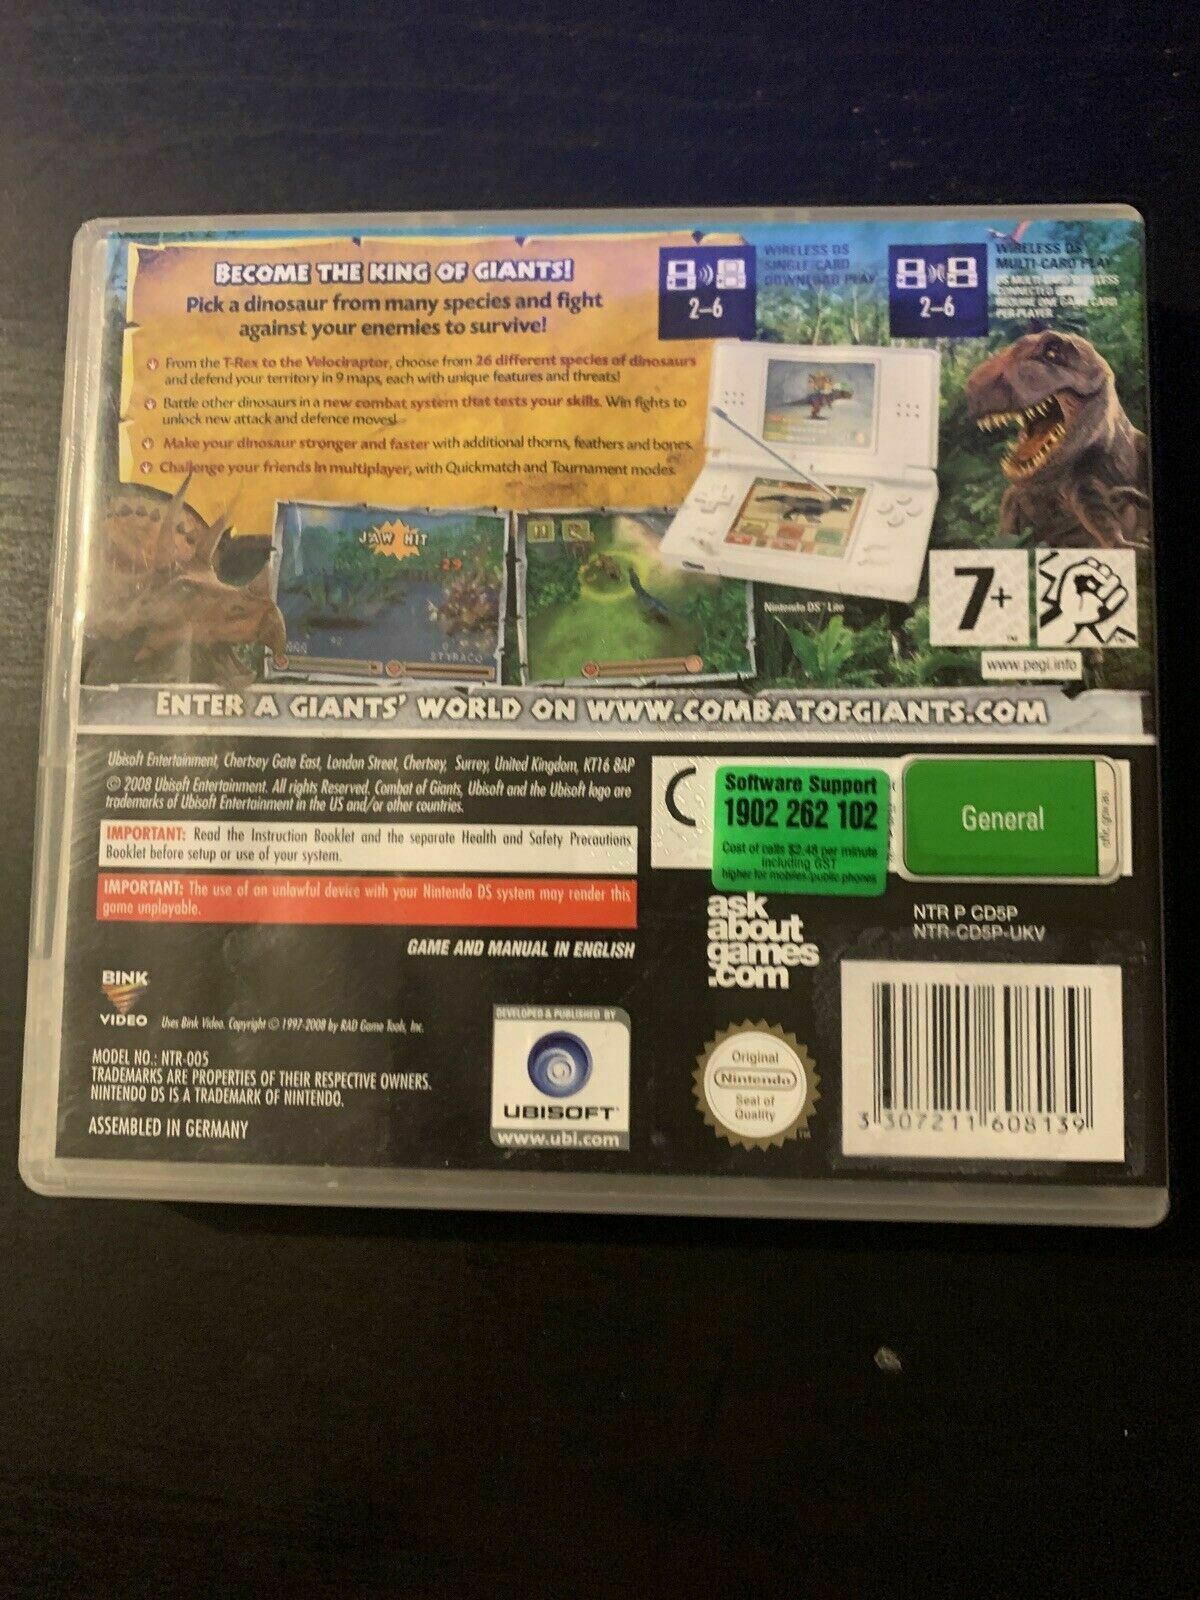 BECOME THE KING OF GIANTS!
Pick a dinosaur from many species and fight
against your enemies to survive!
From the T-Rex to the Velociraptor, choose from 26 different species of dinosaurs
and defend your territory in 9 maps, each with unique features and threats!
Battle other dinosaurs in a new combat system that tests your skills. Win fights to
unlock new attack and defence moves!
Make your dinosaur stronger and faster with additional thorns, feathers and bones.
Challenge your friends in multiplayer, with Quickmatch and Tournament modes.
2-6
WIRELESS DS
SINGLE-CARD
DOWNLOAD PLAY
2-6
WIRELESS DS
MULTI-CARD PLAY
PER PLAYER
JAW HIT
29
STYRACO
Nintendo DS™ Lite
7+
™
www.pegi.info
ENTER A GIANTS' WORLD ON WWW.COMBATOFGIANTS.COM
Ubisoft Entertainment, Chertsey Gate East, London Street, Chertsey, Surrey, United Kingdom, KT16 8AP
© 2008 Ubisoft Entertainment. All rights Reserved. Combat of Giants, Ubisoft and the Ubisoft logo are
trademarks of Ubisoft Entertainment in the US and/or other countries.
IMPORTANT: Read the Instruction Booklet and the separate Health and Safety Precautions
Booklet before setup or use of your system.
IMPORTANT: The use of an unlawful device with your Nintendo DS system may render this
game unplayable.
GAME AND MANUAL IN ENGLISH
BINK
VIDEO
Uses Bink Video. Copyright © 1997-2008 by RAD Game Tools, Inc.
MODEL NO.: NTR-005
TRADEMARKS ARE PROPERTIES OF THEIR RESPECTIVE OWNERS.
NINTENDO DS IS A TRADEMARK OF NINTENDO.
ASSEMBLED IN GERMANY
DEVELOPED & PUBLISHED BY
UBISOFT
www.ubi.com
Software Support
1902 262 102
Cost of calls $2.48 per minute
including GST
higher for mobiles/public phones
General
ask
about
games
.com
NTR P CD5P
NTR-CD5P-UKV
Original
Nintendo
Seal of
Quality
TM
3 307211 608139